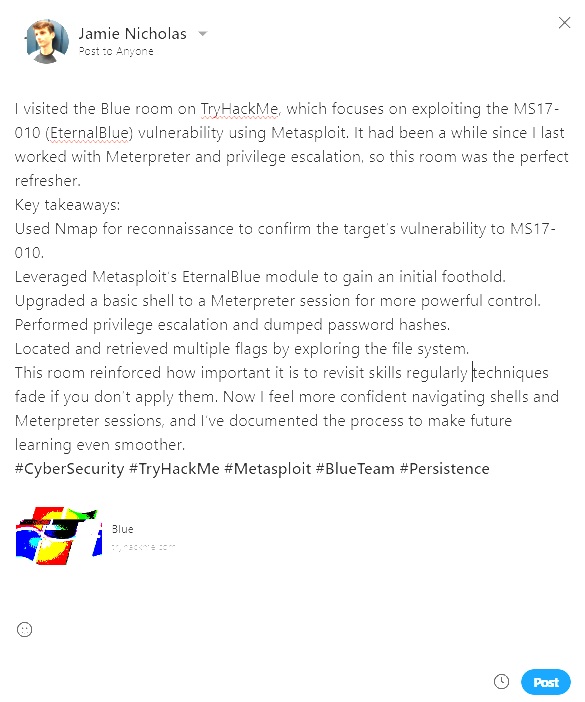 Jamie Nicholas
Post to Anyone
I visited the Blue room on TryHackMe, which focuses on exploiting the MS17-
010 (EternalBlue) vulnerability using Metasploit. It had been a while since I last
worked with Meterpreter and privilege escalation, so this room was the perfect
refresher.
Key takeaways:
Used Nmap for reconnaissance to confirm the target's vulnerability to MS17-
010.
Leveraged Metasploit's EternalBlue module to gain an initial foothold.
Upgraded a basic shell to a Meterpreter session for more powerful control.
Performed privilege escalation and dumped password hashes.
Located and retrieved multiple flags by exploring the file system.
This room reinforced how important it is to revisit skills regularly techniques
fade if you don't apply them. Now I feel more confident navigating shells and
Meterpreter sessions, and I've documented the process to make future
learning even smoother.
#CyberSecurity #TryHackMe #Metasploit #BlueTeam #Persistence
Blue
tryhackme.com
Post